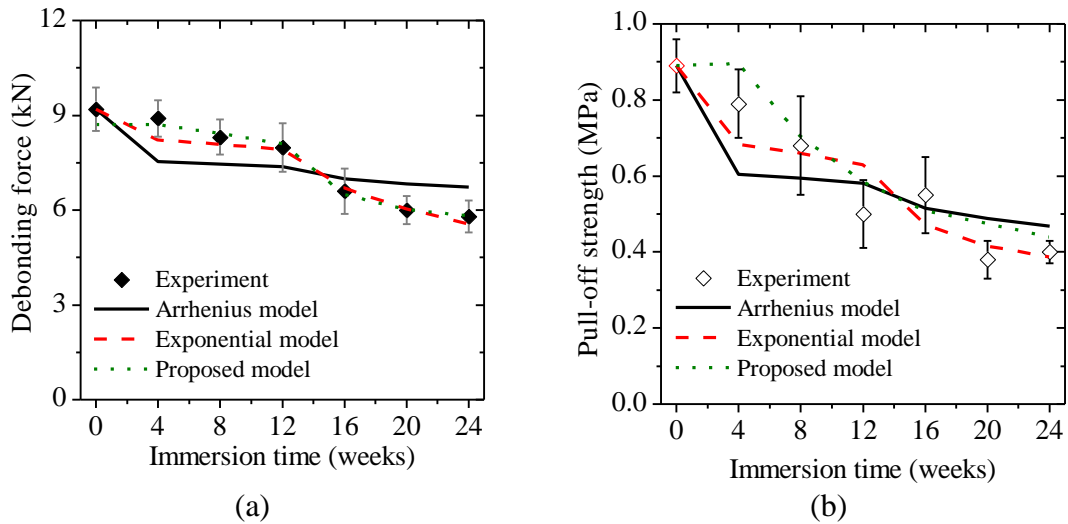 12
9
6
3
0
Debonding force (kN)
Experiment
Arrhenius model
Exponential model
Proposed model
0 4 8 12 16 20 24
Immersion time (weeks)
(a)
1.0
0.8
0.6
0.4
0.2
0.0
Pull-off strength (MPa)
Experiment
Arrhenius model
Exponential model
Proposed model
0 4 8 12 16 20 24
Immersion time (weeks)
(b)